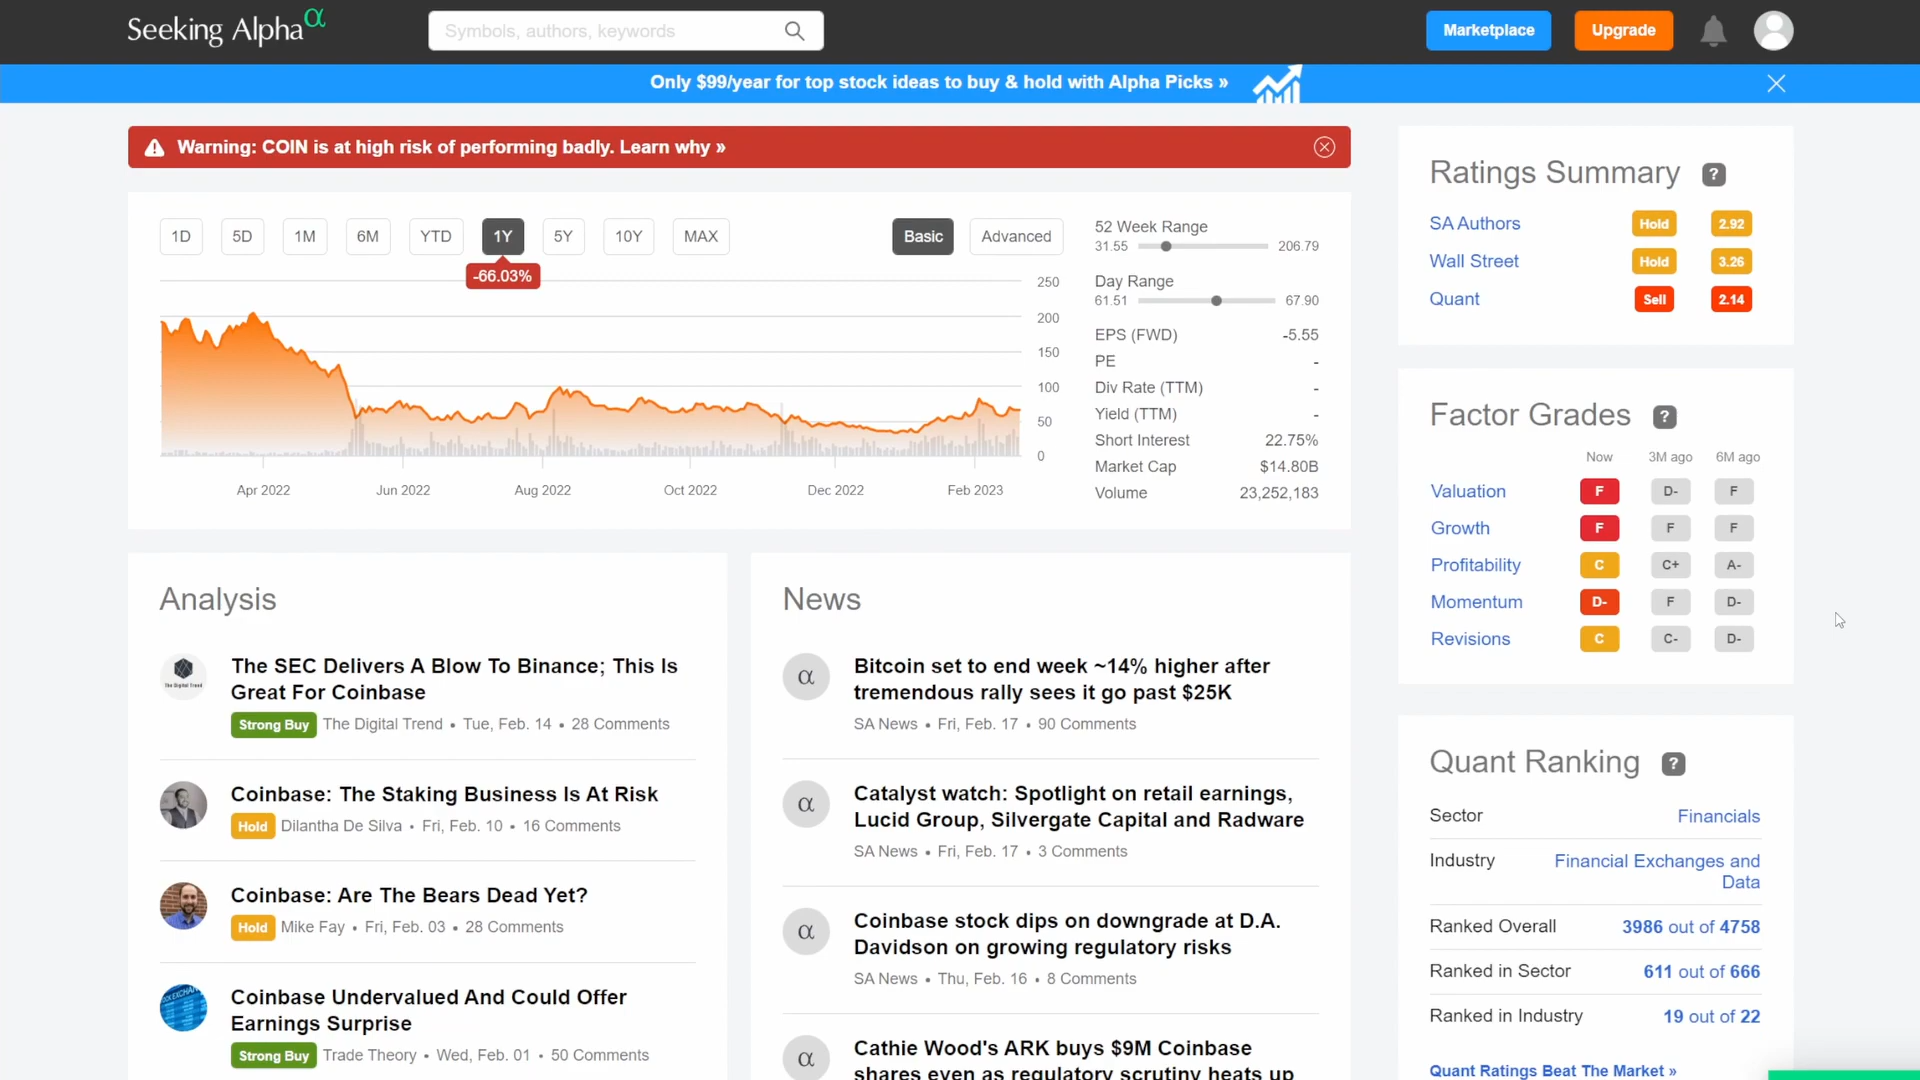 Seeking Alpha α
Symbols, authors, keywords
Marketplace
Upgrade
Only $99/year for top stock ideas to buy & hold with Alpha Picks »
Warning: COIN is at high risk of performing badly. Learn why »
1D 5D 1M 6M YTD 1Y 5Y 10Y MAX
Basic Advanced
-66.03%
250
200
150
100
50
0
Apr 2022 Jun 2022 Aug 2022 Oct 2022 Dec 2022 Feb 2023
52 Week Range
31.55 206.79
Day Range
61.51 67.90
EPS (FWD) -5.55
PE -
Div Rate (TTM) -
Yield (TTM) -
Short Interest 22.75%
Market Cap $14.80B
Volume 23,252,183
Ratings Summary ?
SA Authors Hold 2.92
Wall Street Hold 3.26
Quant Sell 2.14
Factor Grades ?
Now 3M ago 6M ago
Valuation F D- F
Growth F F F
Profitability C C+ A-
Momentum D- F D-
Revisions C C- D-
Analysis
The Digital Trend
The SEC Delivers A Blow To Binance; This Is
Great For Coinbase
Strong Buy The Digital Trend • Tue, Feb. 14 • 28 Comments
Coinbase: The Staking Business Is At Risk
Hold Dilantha De Silva • Fri, Feb. 10 • 16 Comments
Coinbase: Are The Bears Dead Yet?
Hold Mike Fay • Fri, Feb. 03 • 28 Comments
Coinbase Undervalued And Could Offer
Earnings Surprise
Strong Buy Trade Theory • Wed, Feb. 01 • 50 Comments
News
α
Bitcoin set to end week ~14% higher after
tremendous rally sees it go past $25K
SA News • Fri, Feb. 17 • 90 Comments
α
Catalyst watch: Spotlight on retail earnings,
Lucid Group, Silvergate Capital and Radware
SA News • Fri, Feb. 17 • 3 Comments
α
Coinbase stock dips on downgrade at D.A.
Davidson on growing regulatory risks
SA News • Thu, Feb. 16 • 8 Comments
α
Cathie Wood's ARK buys $9M Coinbase
shares even as regulatory scrutiny heats up
Quant Ranking ?
Sector Financials
Industry Financial Exchanges and
Data
Ranked Overall 3986 out of 4758
Ranked in Sector 611 out of 666
Ranked in Industry 19 out of 22
Quant Ratings Beat The Market »